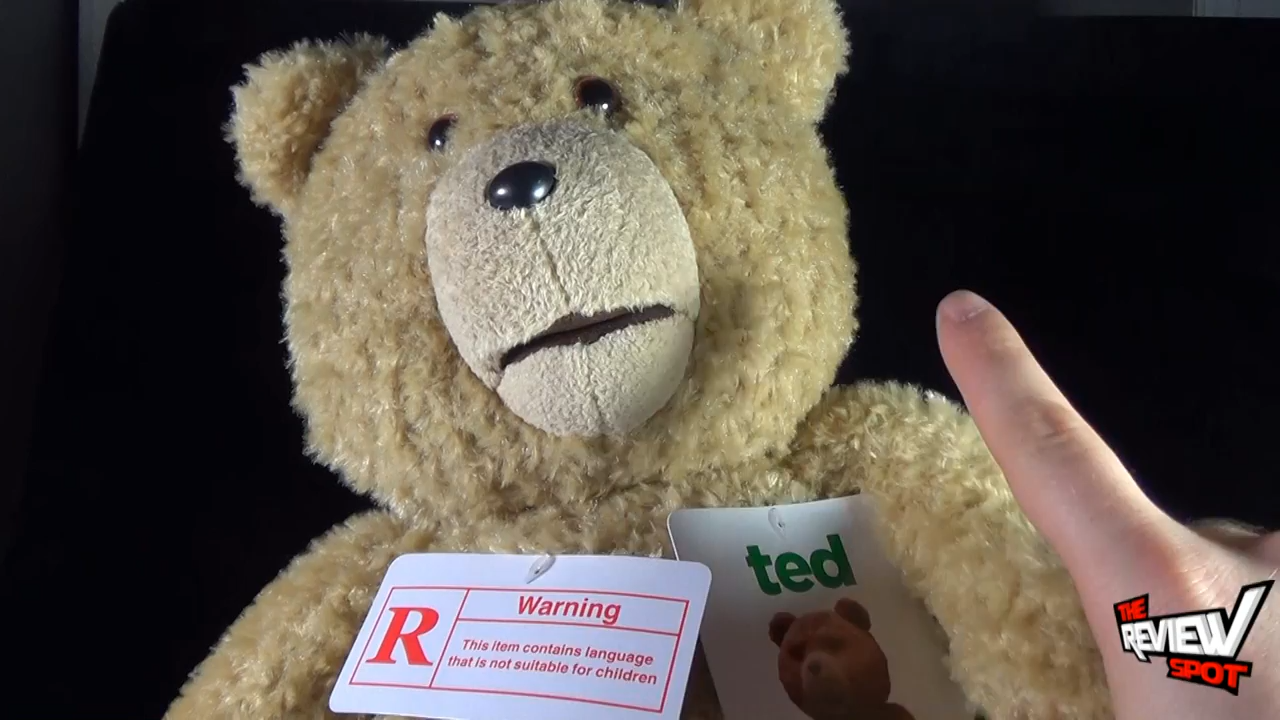 ted
R
Warning
This item contains language
that is not suitable for children
THE
REVIEW
SPOT